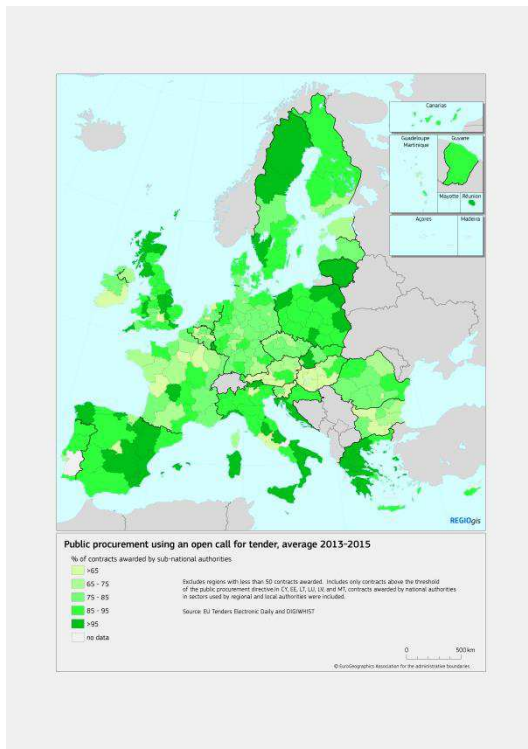 Canarias
Guadeloupe
Martinique
Guyane
Mayotte
Réunion
Açores
Madeira
REGIOgis
Public procurement using an open call for tender, average 2013-2015
% of contracts awarded by sub-national authorities
>65
65 - 75
75 - 85
85 - 95
>95
no data
Excludes regions with less than 50 contracts awarded. Includes only contracts above the threshold
of the public procurement directive.in CY, EE, LT, LU, LV, and MT, contracts awarded by national authorities
in sectors used by regional and local authorities were included.
Source: EU Tenders Electronic Daily and DIGIWHIST
0 500 km
© EuroGeographics Association for the administrative boundaries